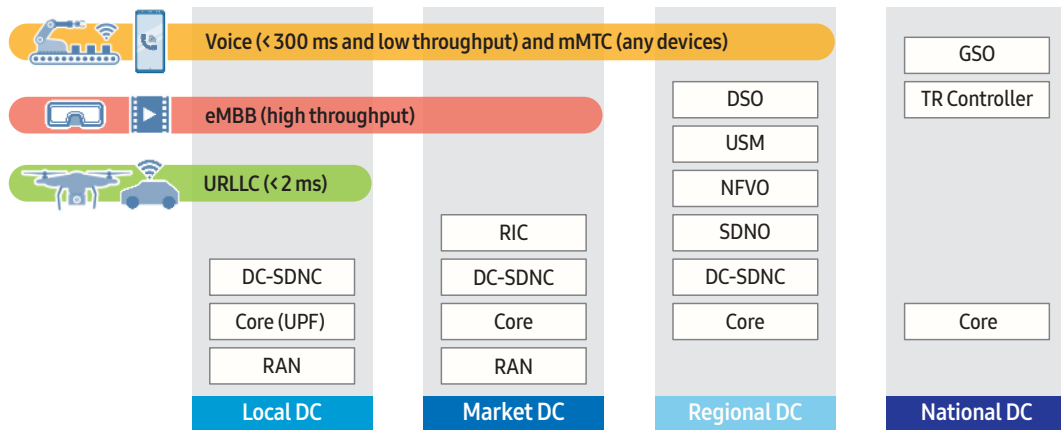 Voice (< 300 ms and low throughput) and mMTC (any devices)
eMBB (high throughput)
URLLC (< 2 ms)
DC-SDNC
Core (UPF)
RAN
Local DC
RIC
DC-SDNC
Core
RAN
Market DC
DSO
USM
NFVO
SDNO
DC-SDNC
Core
Regional DC
GSO
TR Controller
Core
National DC